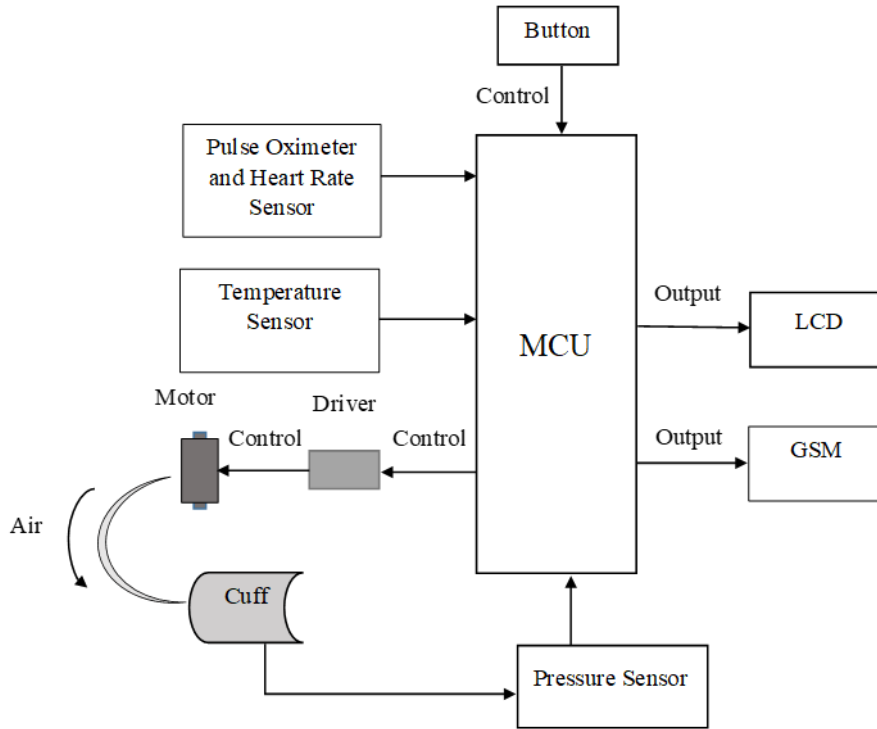 Button
Control
Pulse Oximeter
and Heart Rate
Sensor
Temperature
Sensor
MCU
Output
LCD
Motor
Driver
Control
Control
Output
GSM
Air
Cuff
Pressure Sensor